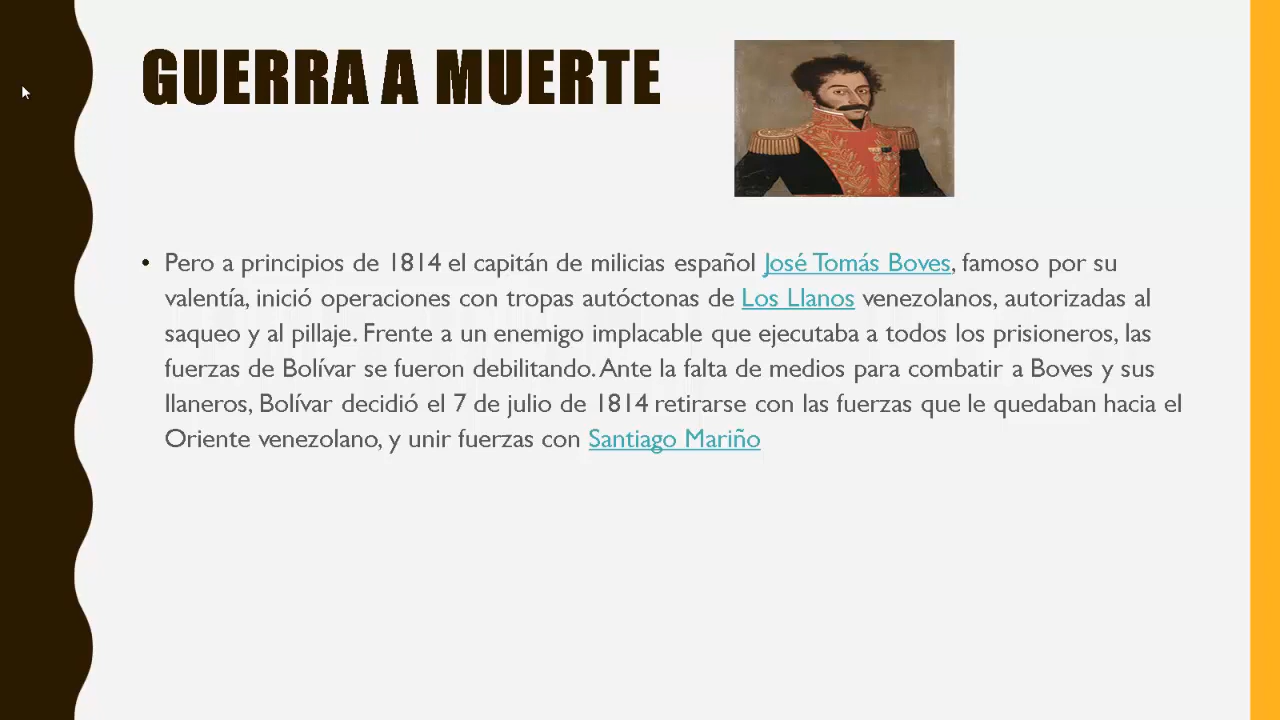 GUERRA A MUERTE
• Pero a principios de 1814 el capitán de milicias español José Tomás Boves, famoso por su
valentía, inició operaciones con tropas autóctonas de Los Llanos venezolanos, autorizadas al
saqueo y al pillaje. Frente a un enemigo implacable que ejecutaba a todos los prisioneros, las
fuerzas de Bolívar se fueron debilitando. Ante la falta de medios para combatir a Boves y sus
llaneros, Bolívar decidió el 7 de julio de 1814 retirarse con las fuerzas que le quedaban hacia el
Oriente venezolano, y unir fuerzas con Santiago Mariño